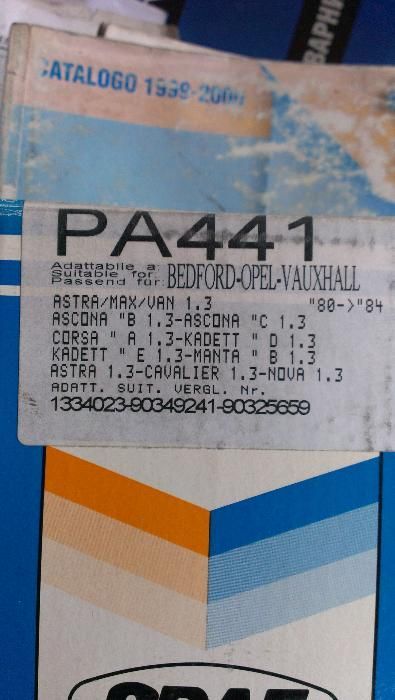 CATALOGO 1999-2000
PA441
Adattabile a:
Suitable for:
Passend für:
BEDFORD-OPEL-VAUXHALL
ASTRA/MAX/VAN 1.3 "80->"84
ASCONA "B 1.3-ASCONA "C 1.3
CORSA " A 1.3-KADETT " D 1.3
KADETT " E 1.3-MANTA " B 1.3
ASTRA 1.3-CAVALIER 1.3-NOVA 1.3
ADATT. SUIT. VERGL. Nr.
1334023-90349241-90325659
GRAF